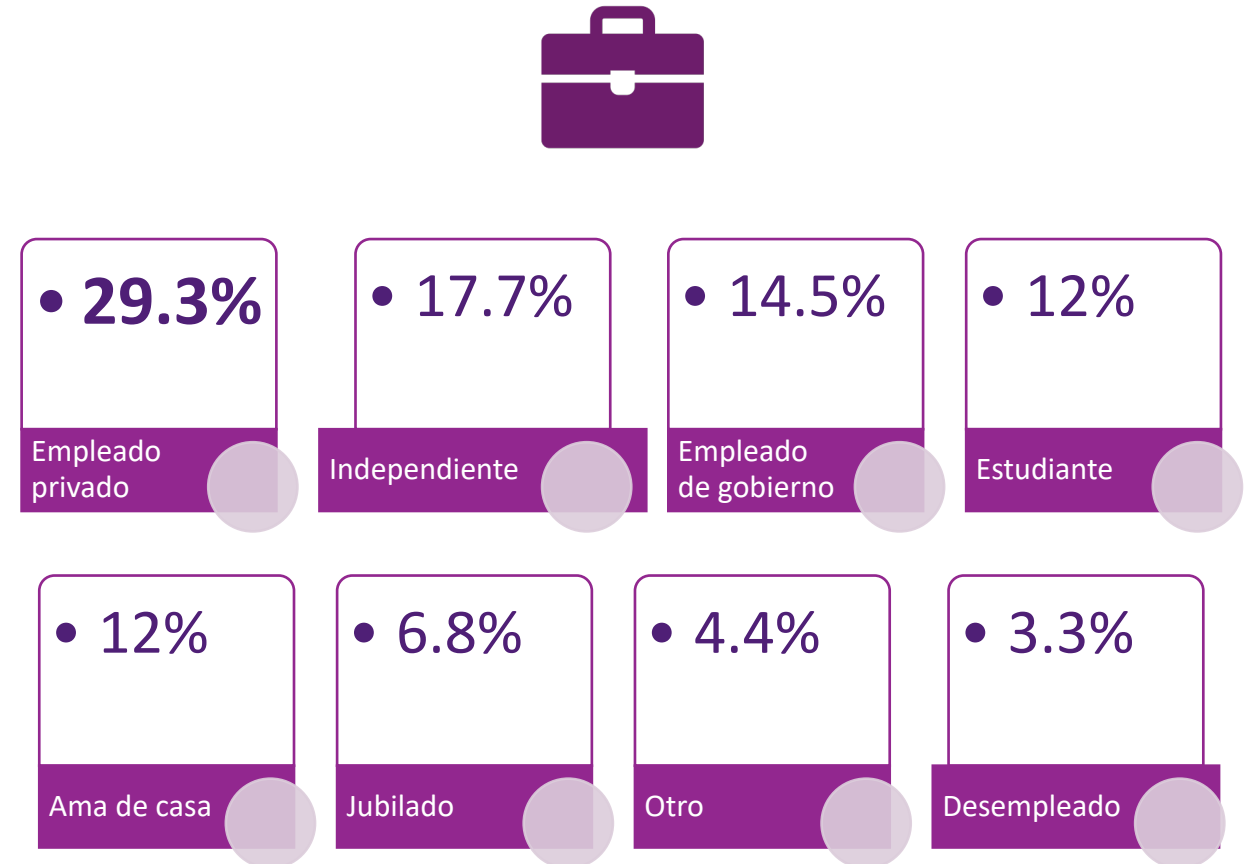 • 29.3%
Empleado
privado
• 17.7%
Independiente
• 14.5%
Empleado
de gobierno
• 12%
Estudiante
• 12%
Ama de casa
• 6.8%
Jubilado
• 4.4%
Otro
• 3.3%
Desempleado